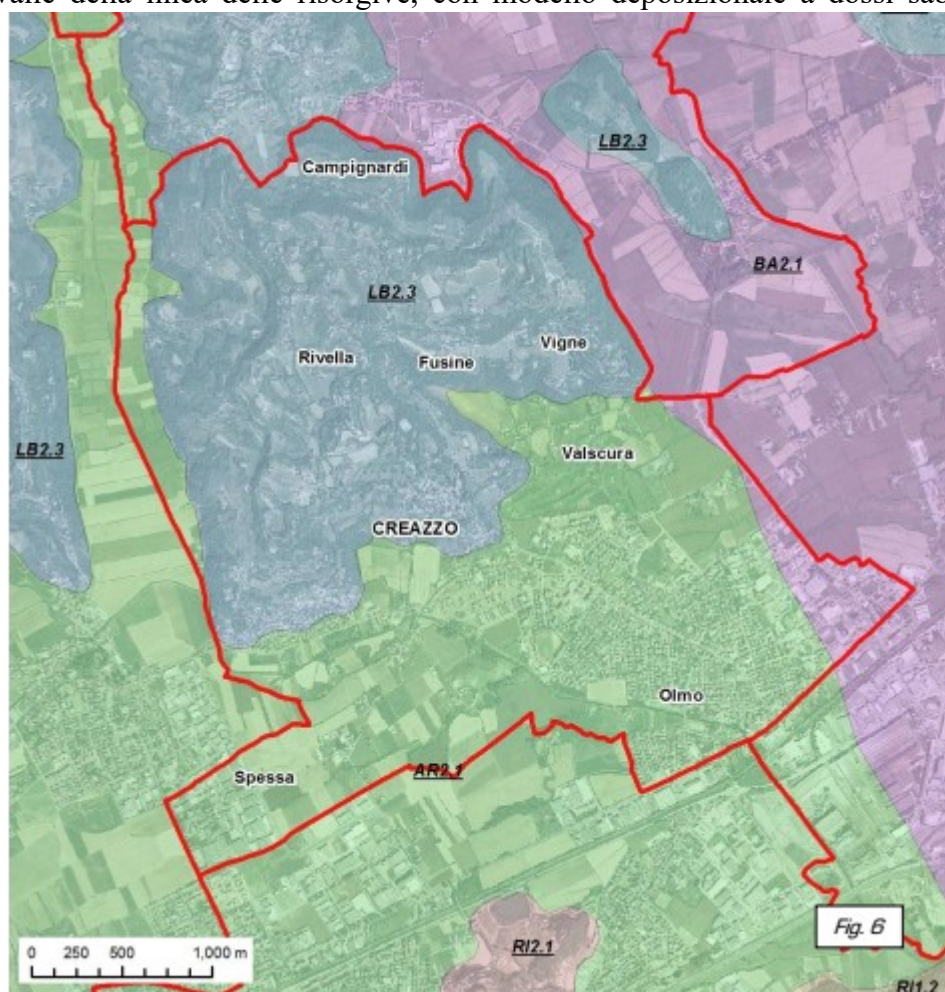 valle della linea delle risorgive, con modello deposizionale a dossi sab
LB2.3
Campignardi
BA2.1
LB2.3
Vigne
Rivella
Fusine
LB2.3
Valscura
CREAZZO
Olmo
AR2.1
Spessa
Fig. 6
RI2.1
0 250 500 1,000 m
RI1.2